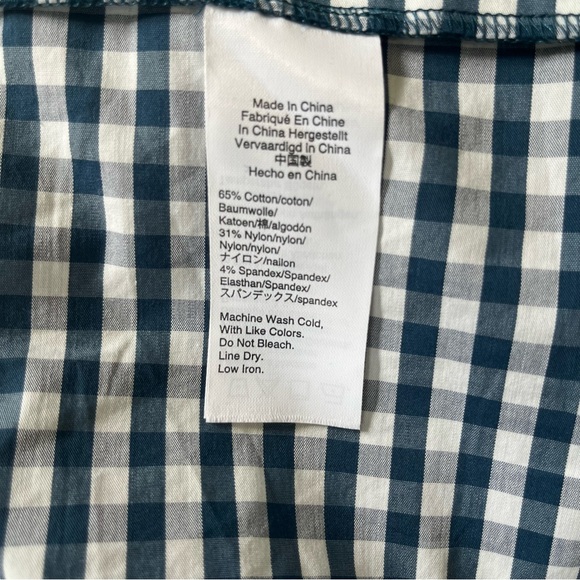 Made In China
Fabriqué En Chine
In China Hergestellt
Vervaardigd In China
中国製
Hecho en China
65% Cotton/coton/
Baumwolle/
Katoen/棉/algodón
31% Nylon/nylon/
Nylon/nylon/
ナイロン/nailon
4% Spandex/Spandex/
Elasthan/Spandex/
スパンデックス/spandex
Machine Wash Cold,
With Like Colors.
Do Not Bleach.
Line Dry.
Low Iron.